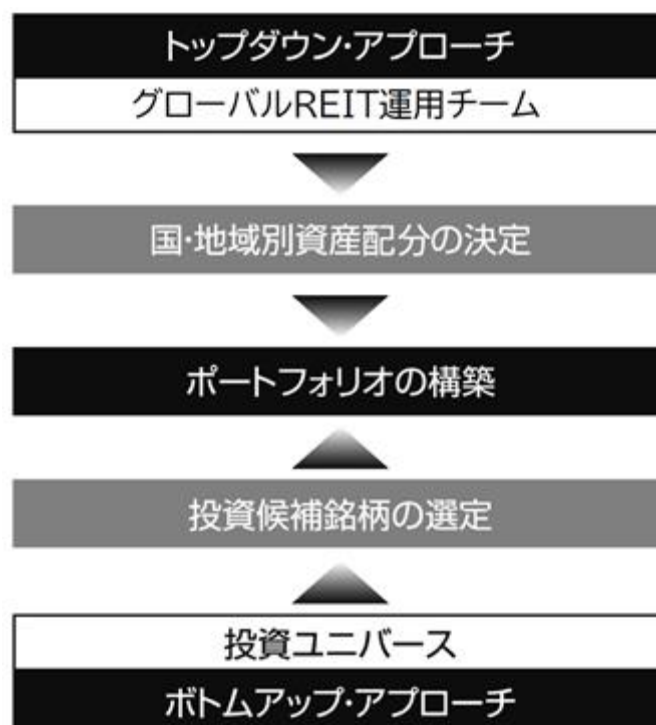 トップダウン・アプローチ
グローバルREIT運用チーム
国・地域別資産配分の決定
ポートフォリオの構築
投資候補銘柄の選定
投資ユニバース
ボトムアップ・アプローチ